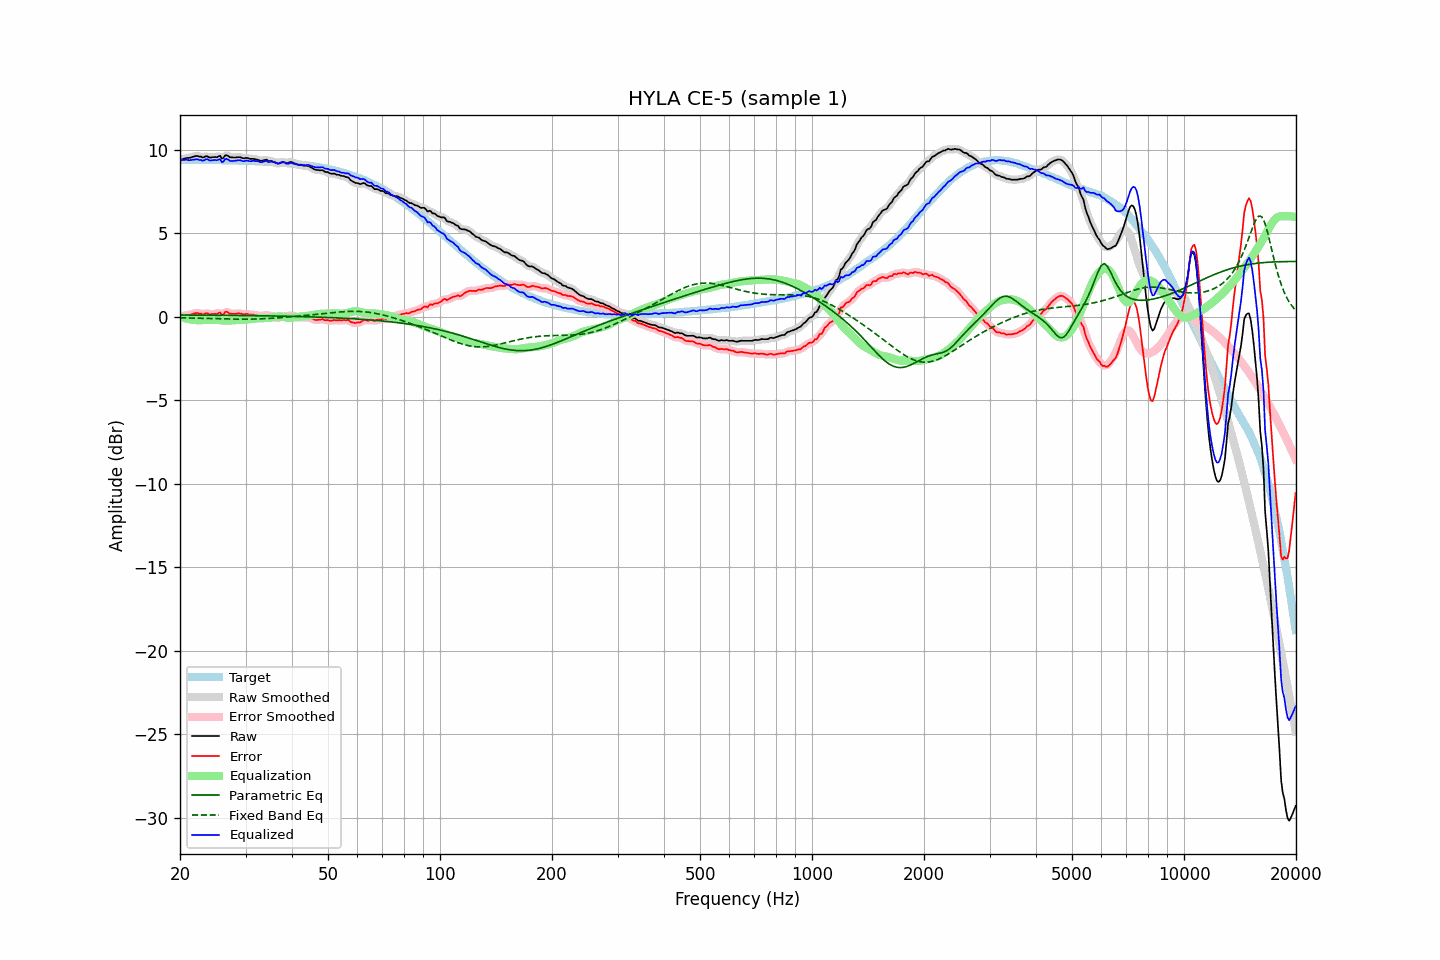 HYLA CE-5 (sample 1)
Amplitude (dBr)
10
5
0
−5
−10
−15
−20
−25
−30
Target
Raw Smoothed
Error Smoothed
Raw
Error
Equalization
Parametric Eq
Fixed Band Eq
Equalized
20 50 100 200 500 1000 2000 5000 10000 20000
Frequency (Hz)